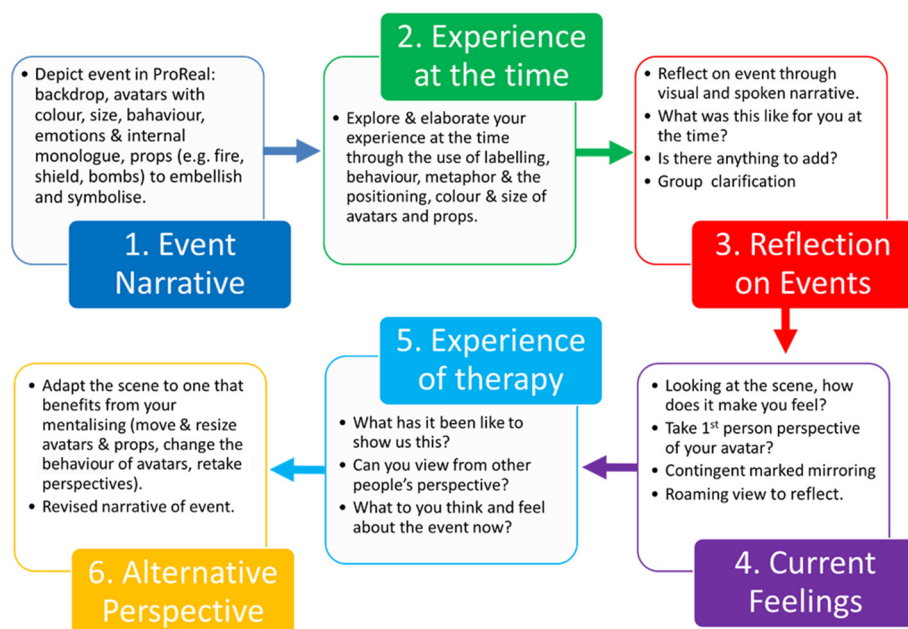 • Depict event in ProReal:
backdrop, avatars with
colour, size, bahaviour,
emotions & internal
monologue, props (e.g. fire,
shield, bombs) to embellish
and symbolise.
1. Event
Narrative
2. Experience
at the time
• Explore & elaborate your
experience at the time
through the use of labelling,
behaviour, metaphor & the
positioning, colour & size of
avatars and props.
• Reflect on event through
visual and spoken narrative.
• What was this like for you at
the time?
• Is there anything to add?
• Group clarification
3. Reflection
on Events
• Looking at the scene, how
does it make you feel?
• Take 1st person perspective
of your avatar?
• Contingent marked mirroring
• Roaming view to reflect.
4. Current
Feelings
5. Experience
of therapy
• What has it been like to
show us this?
• Can you view from other
people's perspective?
• What to you think and feel
about the event now?
• Adapt the scene to one that
benefits from your
mentalising (move & resize
avatars & props, change the
behaviour of avatars, retake
perspectives).
• Revised narrative of event.
6. Alternative
Perspective